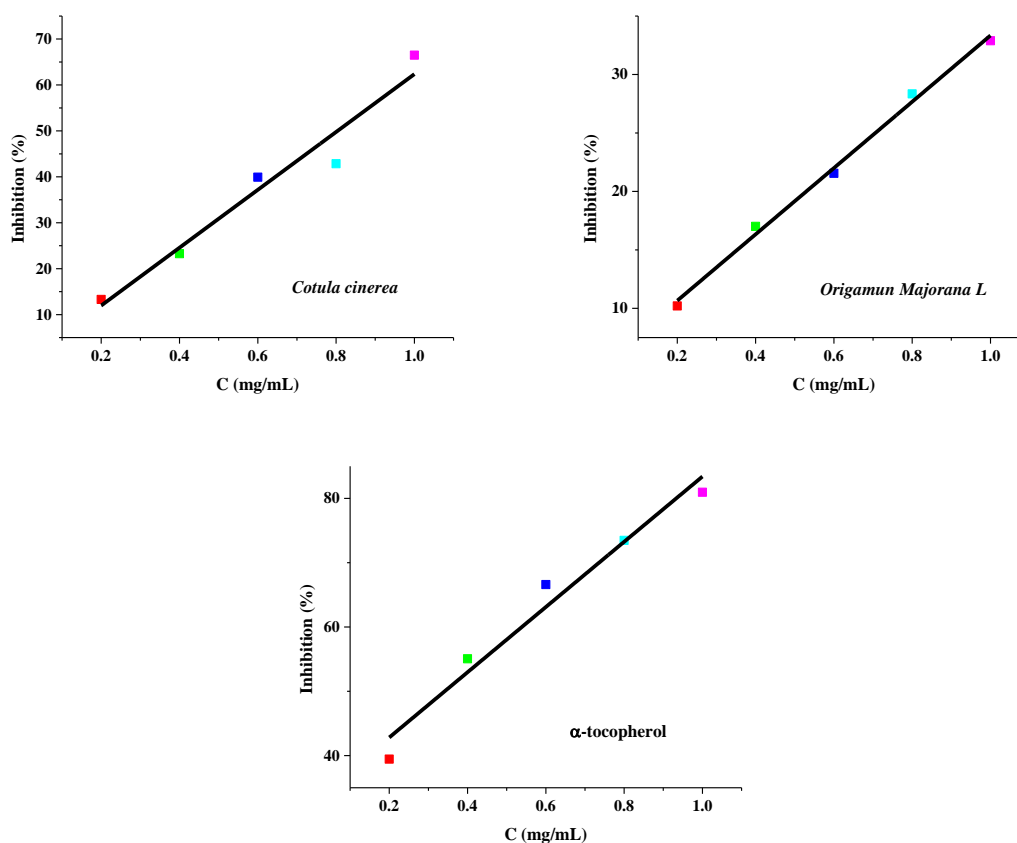 70
60
50
40
30
20
10
Inhibition (%)
Cotula cinerea
0.2 0.4 0.6 0.8 1.0
C (mg/mL)
30
20
10
Inhibition (%)
Origamun Majorana L
0.2 0.4 0.6 0.8 1.0
C (mg/mL)
80
60
40
Inhibition (%)
α-tocopherol
0.2 0.4 0.6 0.8 1.0
C (mg/mL)